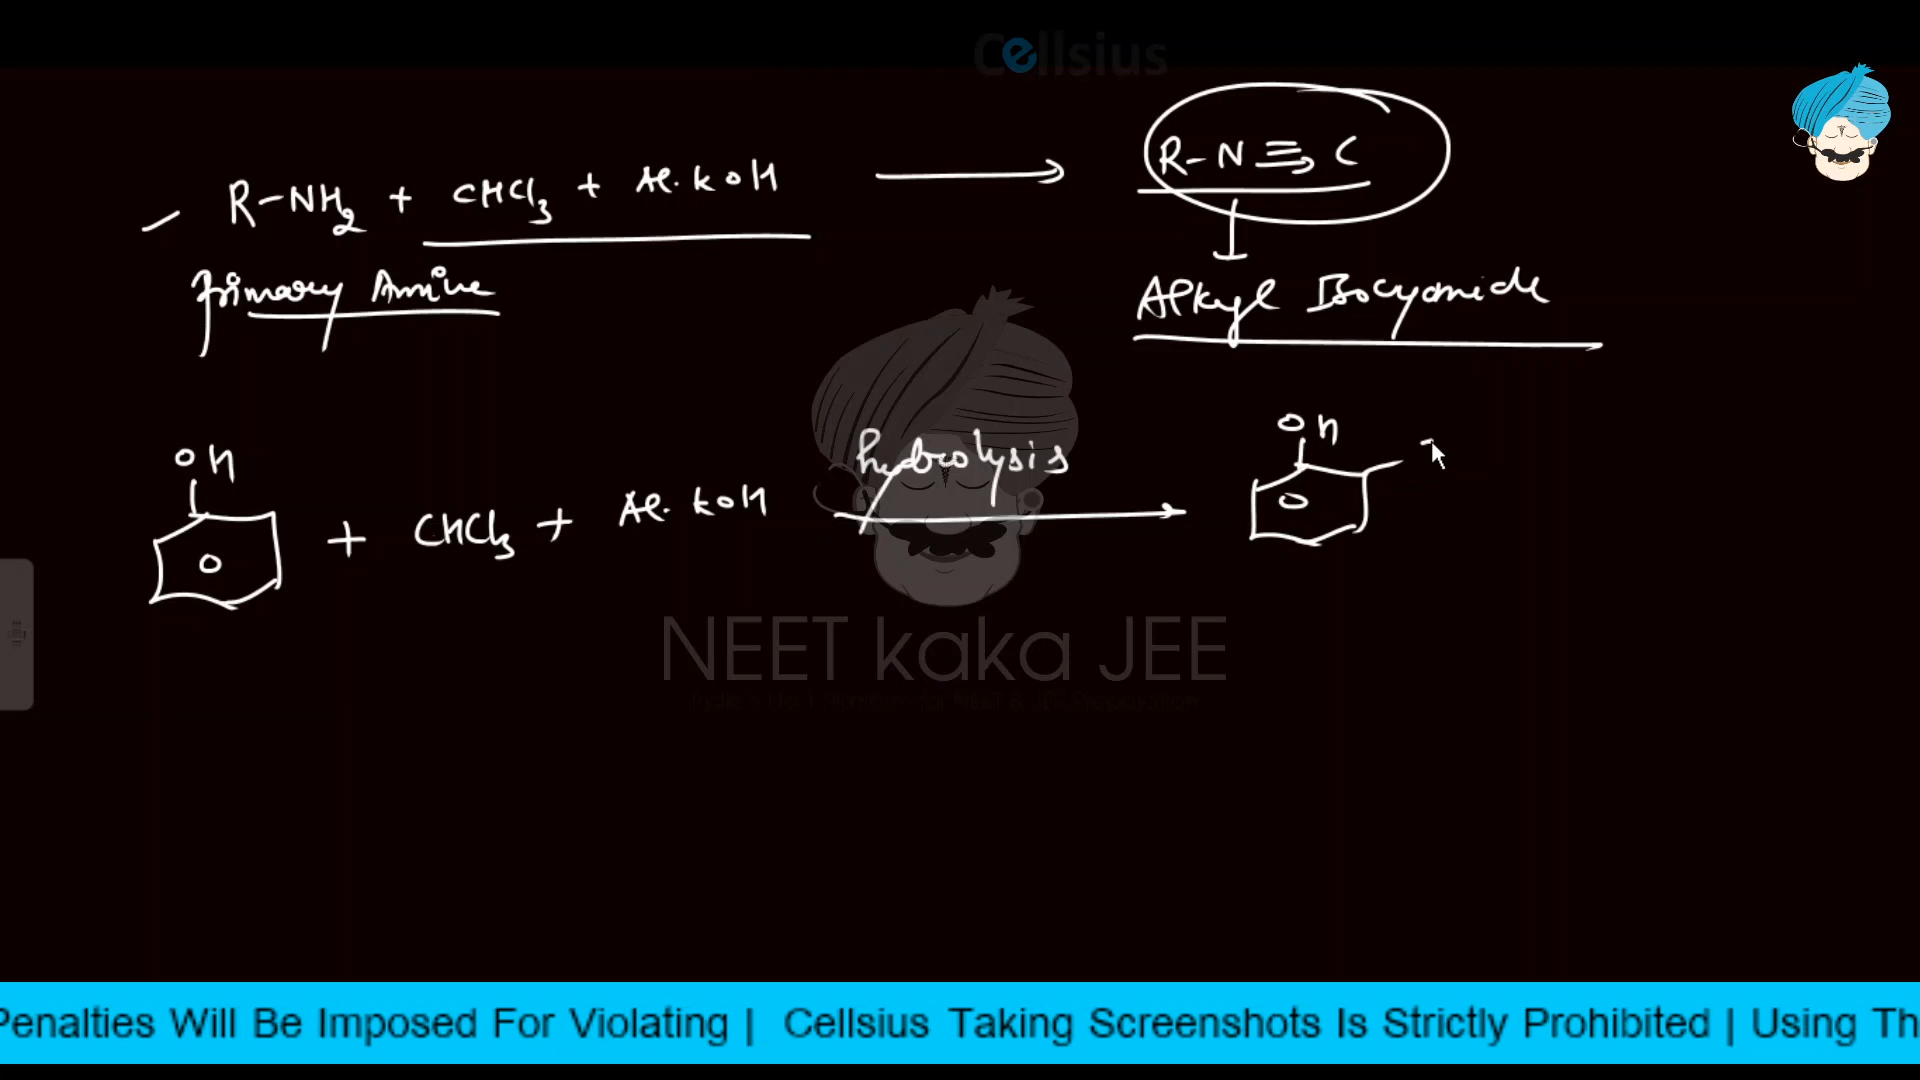 Cellsius
R-NH2 + CHCl3 + Al. KOH → R-N≡C
Primary Amine
Alkyl Isocyanide
OH
OH
hydrolysis
+ CHCl3 + Al. KOH
NEET kaka JEE
Penalties Will Be Imposed For Violating | Cellsius Taking Screenshots Is Strictly Prohibited | Using Th